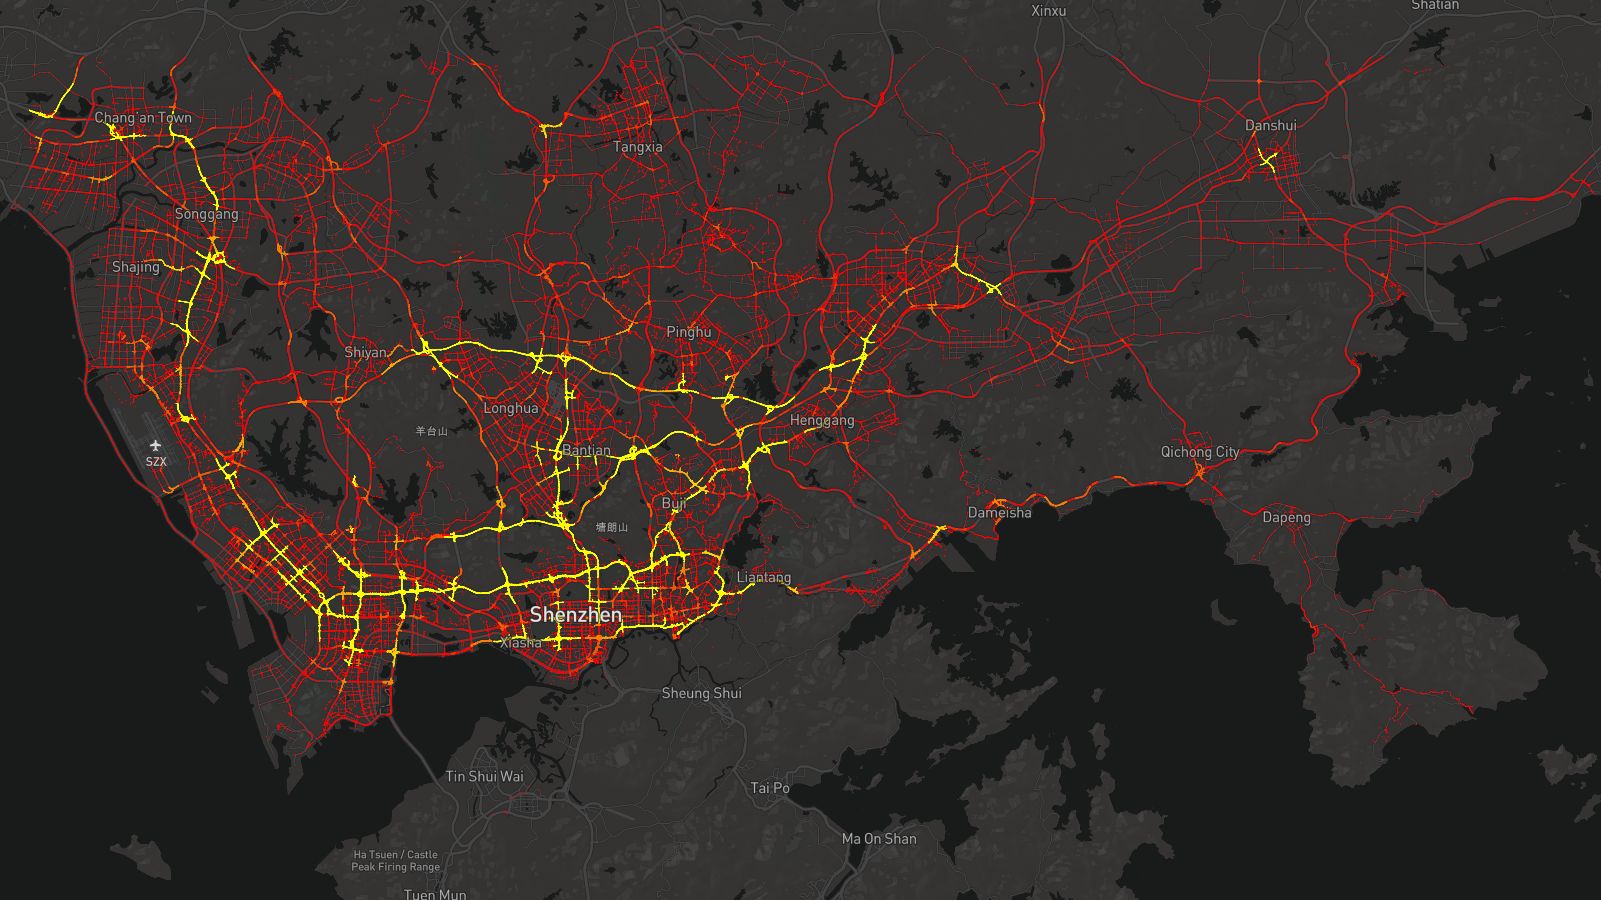 Xinxu
Shatian
Chang'an Town
Danshui
Tangxia
Songgang
Shajing
Pinghu
Shiyan
Longhua
Henggang
羊台山
Bantian
SZX
Qichong City
Buji
Dameisha
Dapeng
塘朗山
Liantang
Shenzhen
Xiasha
Sheung Shui
Tin Shui Wai
Tai Po
Ma On Shan
Ha Tsuen / Castle
Peak Firing Range
Tuen Mun